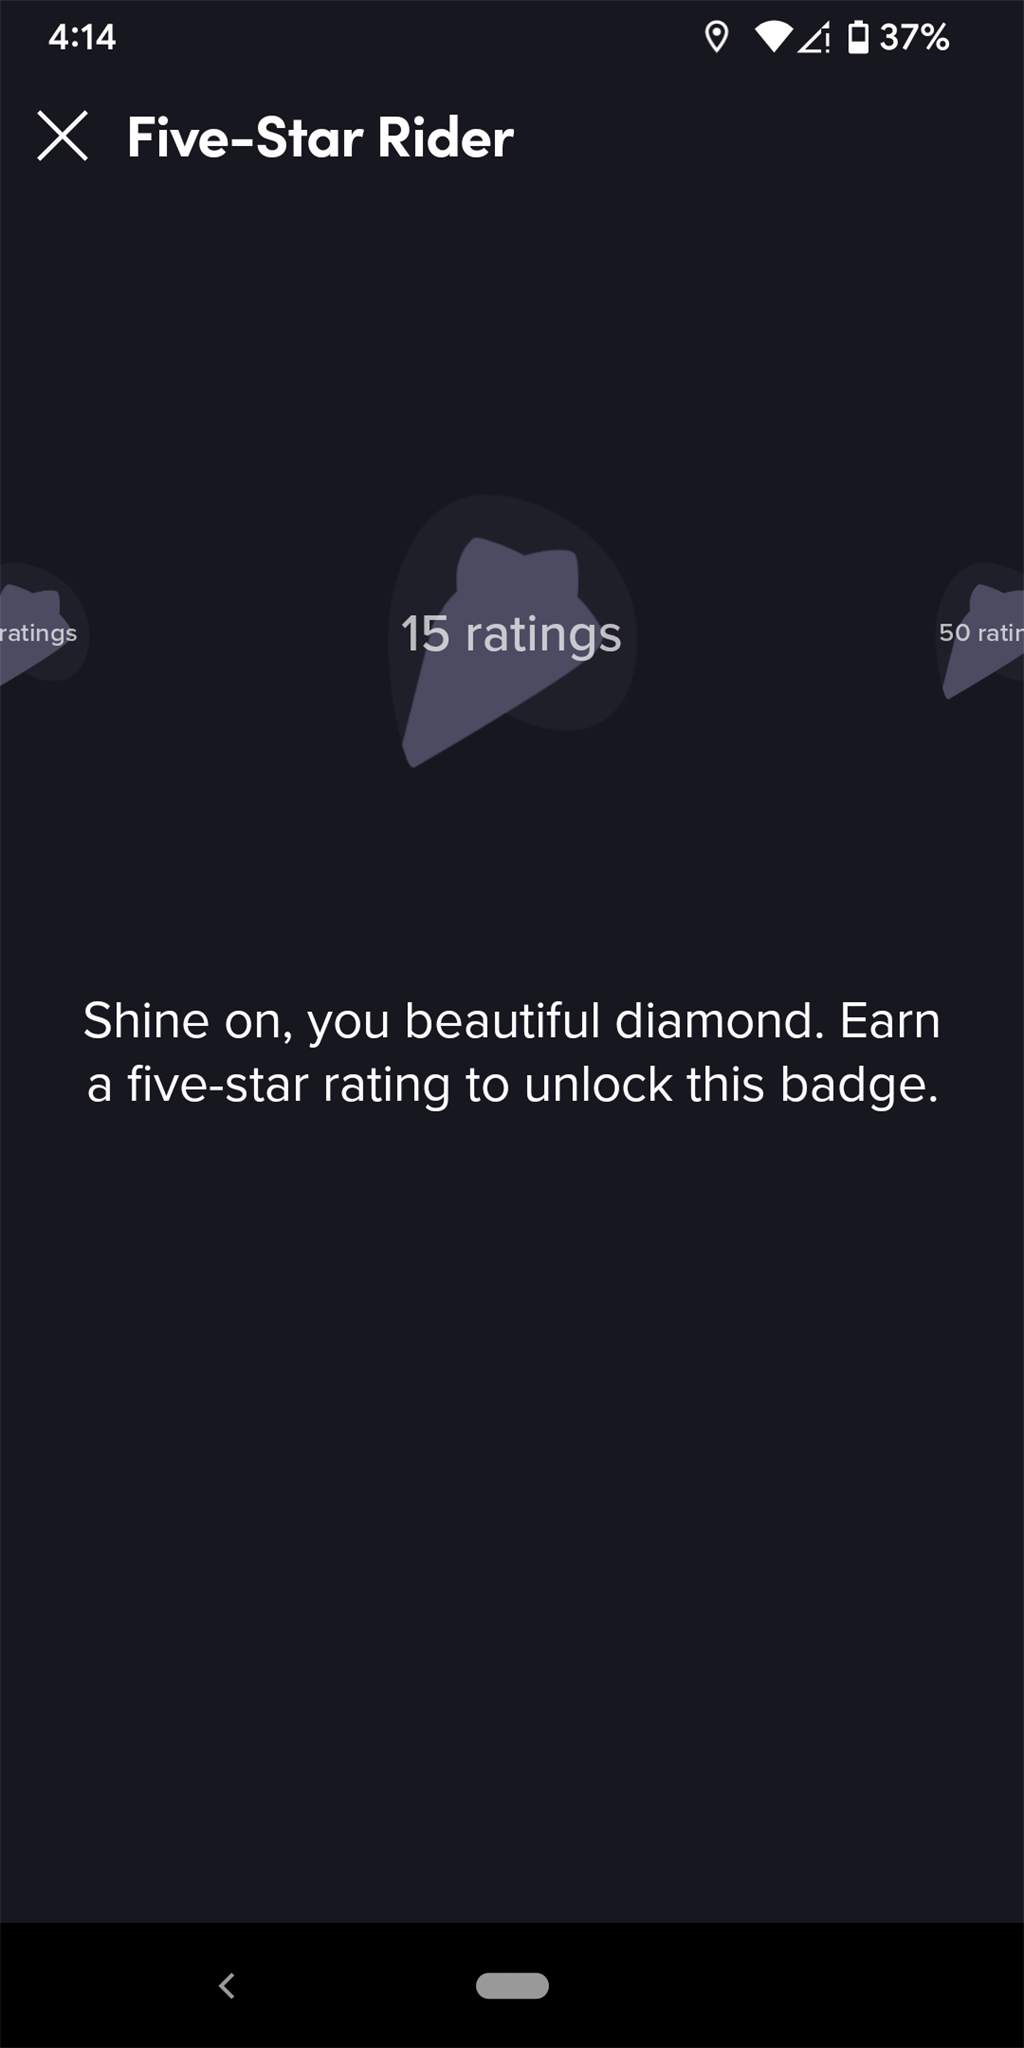 4:14
37%
Five-Star Rider
ratings
15 ratings
50
Shine on, you beautiful diamond. Earn
a five-star rating to unlock this badge.